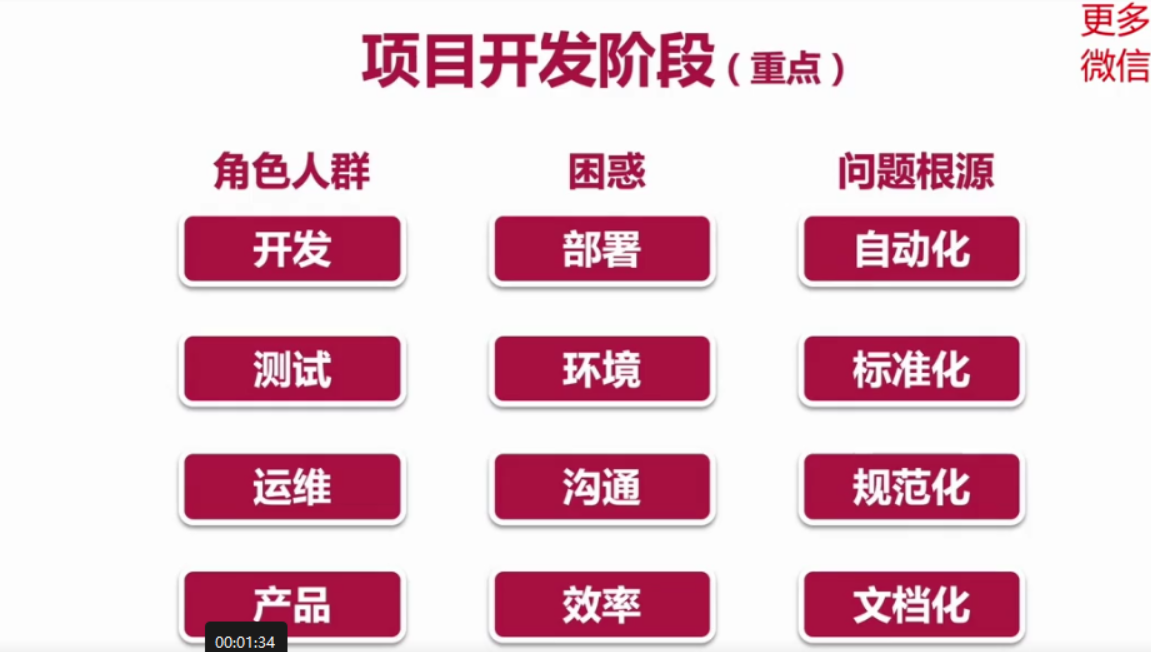 项目开发阶段（重点）
更多
微信
角色人群 困惑 问题根源
开发 部署 自动化
测试 环境 标准化
运维 沟通 规范化
产品 效率 文档化
00:01:34